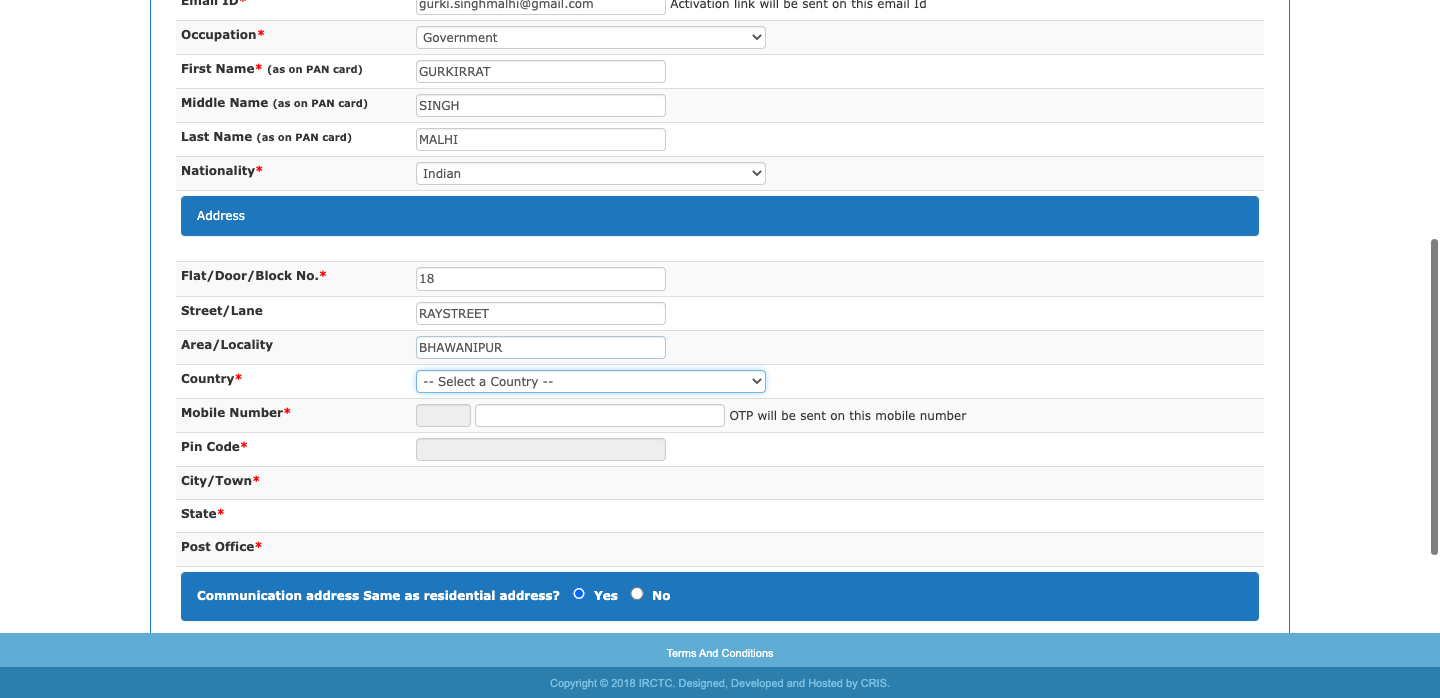 Email ID* gurki.singhmalhi@gmail.com Activation link will be sent on this email Id
Occupation* Government
First Name* (as on PAN card) GURKIRRAT
Middle Name (as on PAN card) SINGH
Last Name (as on PAN card) MALHI
Nationality* Indian
Address
Flat/Door/Block No.* 18
Street/Lane RAYSTREET
Area/Locality BHAWANIPUR
Country* -- Select a Country --
Mobile Number* OTP will be sent on this mobile number
Pin Code*
City/Town*
State*
Post Office*
Communication address Same as residential address? Yes No
Terms And Conditions
Copyright © 2018 IRCTC. Designed, Developed and Hosted by CRIS.